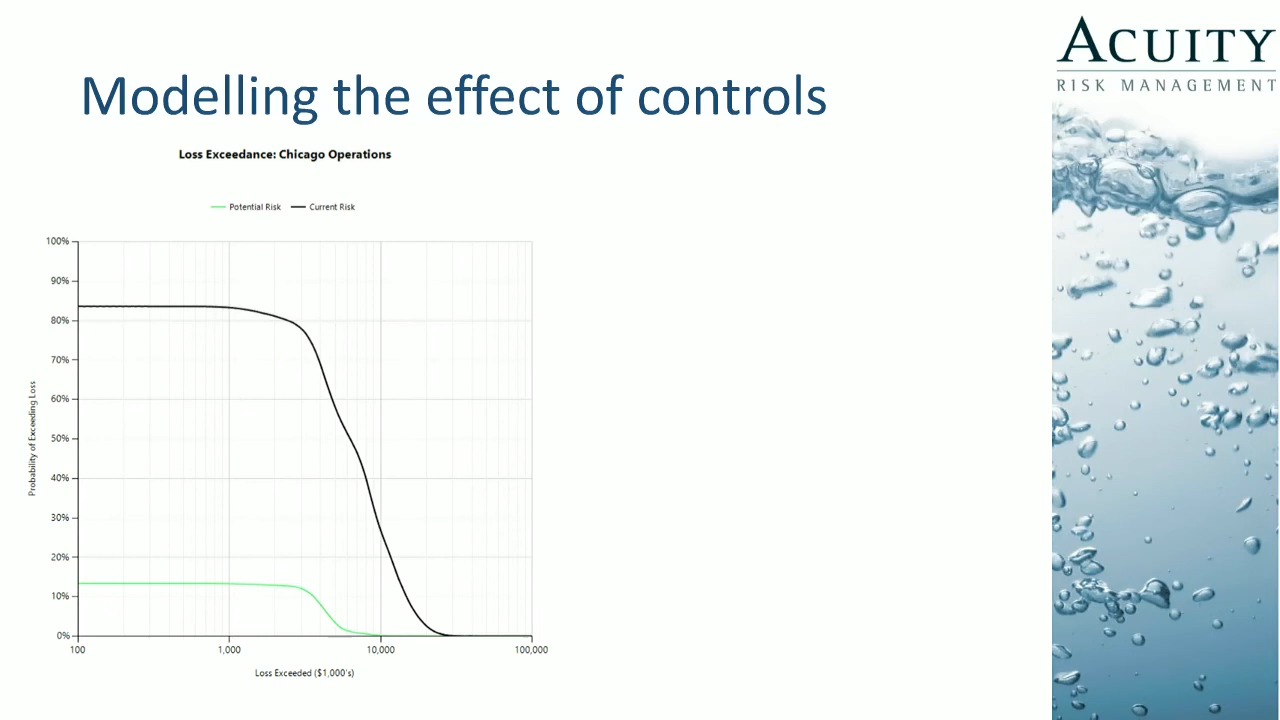 ACUITY
RISK MANAGEMENT
Modelling the effect of controls
Loss Exceedance: Chicago Operations
Potential Risk
Current Risk
Probability of Exceeding Loss
100%
90%
80%
70%
60%
50%
40%
30%
20%
10%
0%
100
1,000
10,000
100,000
Loss Exceeded ($1,000's)